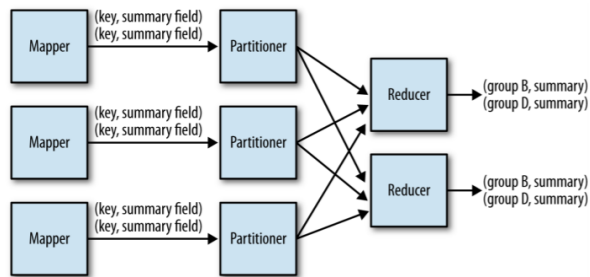 (key, summary field)
(key, summary field)
Mapper
Partitioner
(key, summary field)
(key, summary field)
Mapper
Partitioner
(key, summary field)
(key, summary field)
Mapper
Partitioner
Reducer
(group B, summary)
(group D, summary)
Reducer
(group B, summary)
(group D, summary)